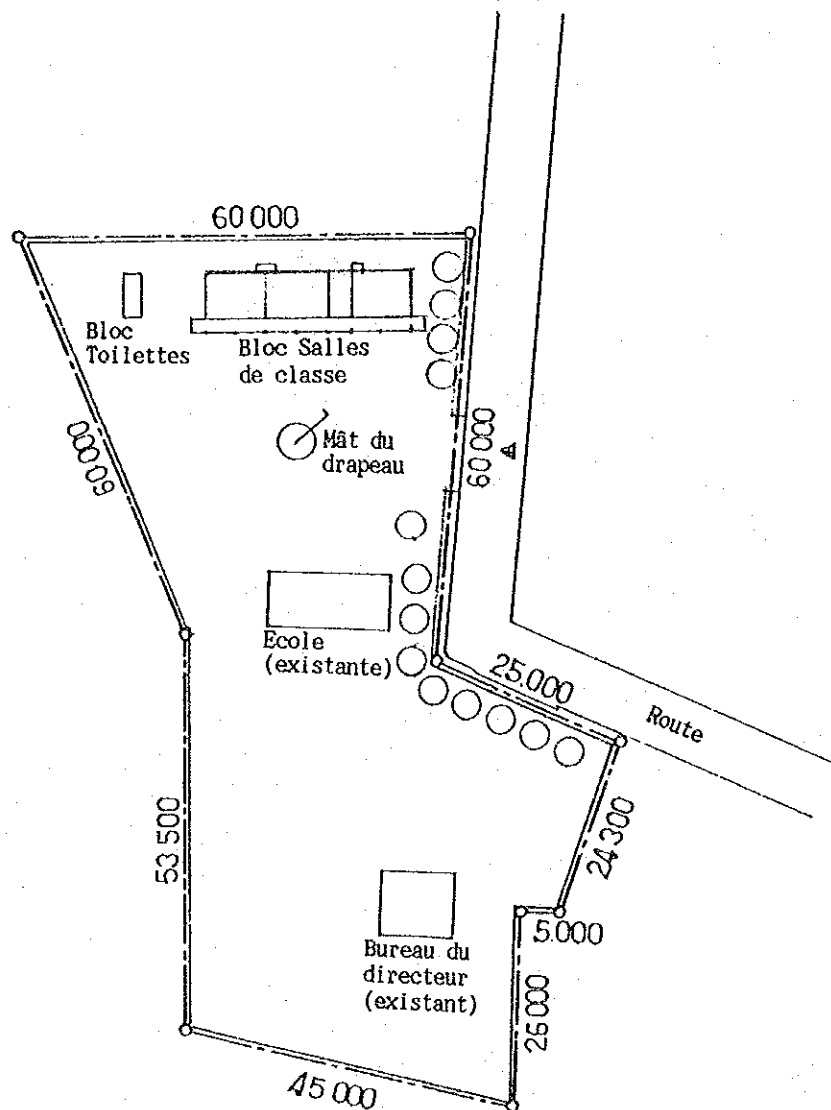 60 000
Bloc
Toilettes
Bloc Salles
de classe
60 000
60 000
Mât du
drapeau
Ecole
(existante)
25.000
Route
53 500
24 300
5.000
Bureau du
directeur
(existant)
26 000
45 000